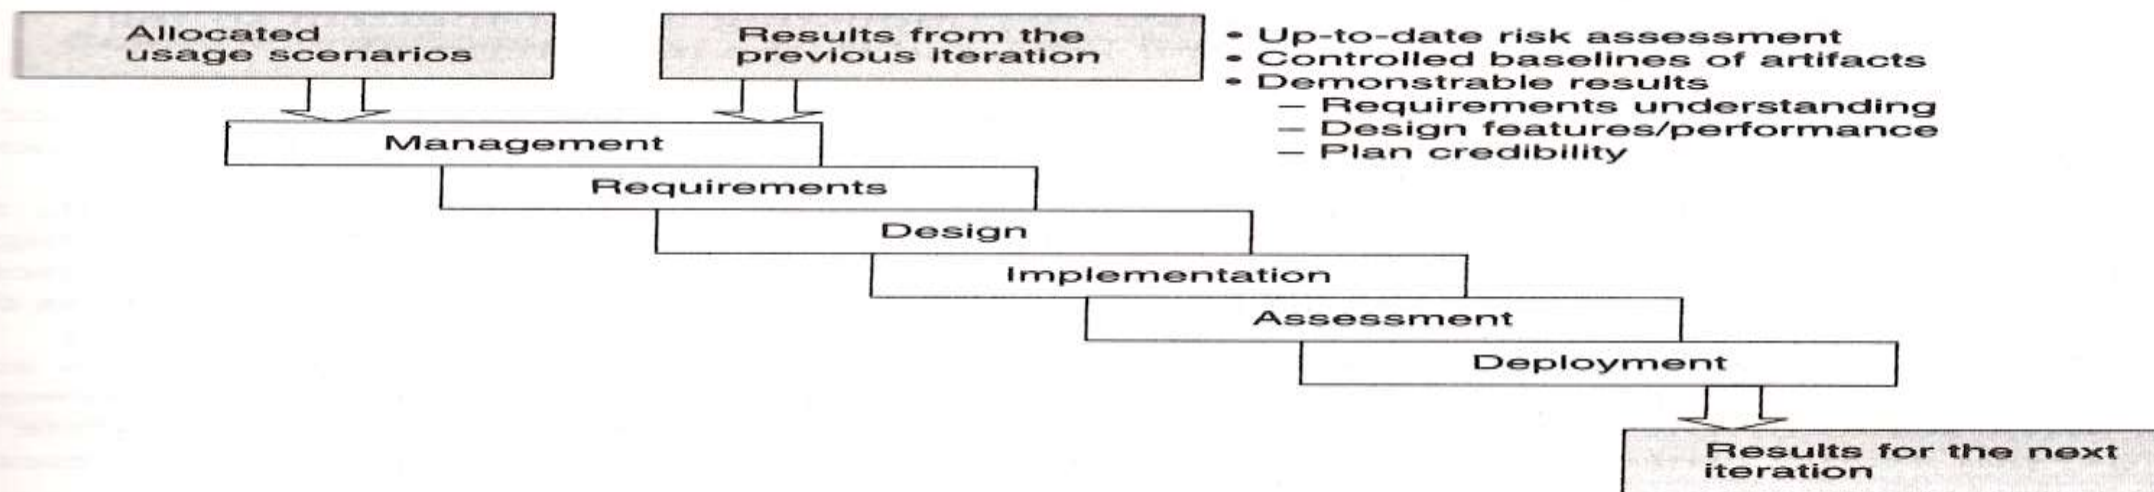 Allocated
usage scenarios
Results from the
previous iteration
• Up-to-date risk assessment
• Controlled baselines of artifacts
• Demonstrable results
— Requirements understanding
— Design features/performance
— Plan credibility
Management
Requirements
Design
Implementation
Assessment
Deployment
Results for the next
iteration